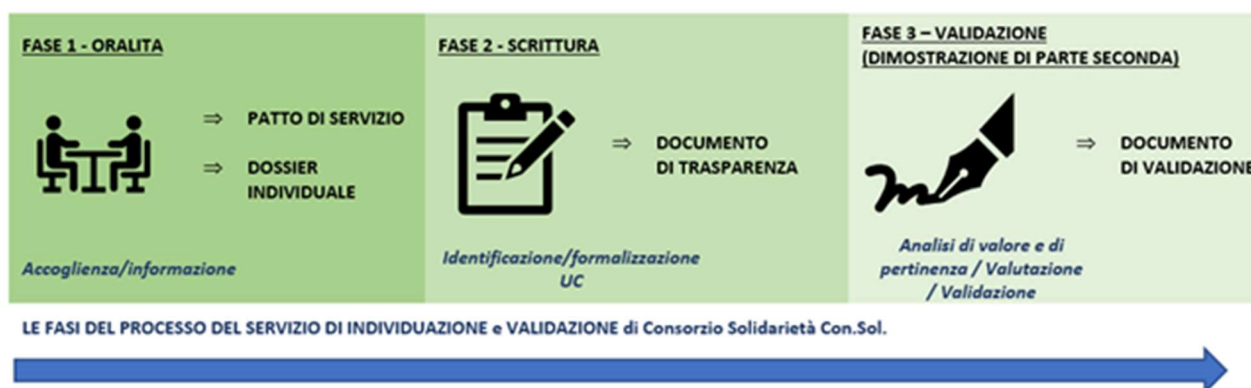 FASE 1 - ORALITA
⇒ PATTO DI SERVIZIO
⇒ DOSSIER
INDIVIDUALE
Accoglienza/informazione
FASE 2 - SCRITTURA
⇒ DOCUMENTO
DI TRASPARENZA
Identificazione/formalizzazione
UC
FASE 3 – VALIDAZIONE
(DIMOSTRAZIONE DI PARTE SECONDA)
⇒ DOCUMENTO
DI VALIDAZIONE
Analisi di valore e di
pertinenza / Valutazione
/ Validazione
LE FASI DEL PROCESSO DEL SERVIZIO DI INDIVIDUAZIONE e VALIDAZIONE di Consorzio Solidarietà Con.Sol.